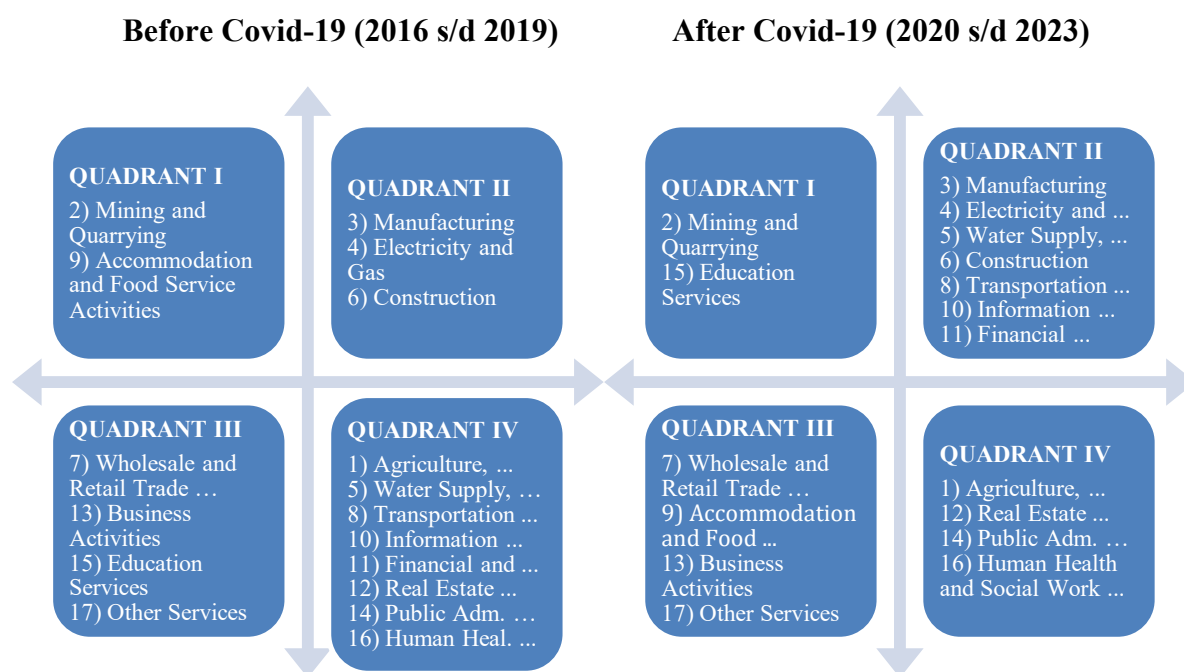 Before Covid-19 (2016 s/d 2019)
After Covid-19 (2020 s/d 2023)
QUADRANT I
2) Mining and
Quarrying
9) Accommodation
and Food Service
Activities
QUADRANT II
3) Manufacturing
4) Electricity and
Gas
6) Construction
QUADRANT III
7) Wholesale and
Retail Trade …
13) Business
Activities
15) Education
Services
17) Other Services
QUADRANT IV
1) Agriculture, ...
5) Water Supply, …
8) Transportation ...
10) Information ...
11) Financial and ...
12) Real Estate ...
14) Public Adm. …
16) Human Heal. ...
QUADRANT I
2) Mining and
Quarrying
15) Education
Services
QUADRANT II
3) Manufacturing
4) Electricity and ...
5) Water Supply, ...
6) Construction
8) Transportation ...
10) Information ...
11) Financial ...
QUADRANT III
7) Wholesale and
Retail Trade …
9) Accommodation
and Food ...
13) Business
Activities
17) Other Services
QUADRANT IV
1) Agriculture, ...
12) Real Estate ...
14) Public Adm. …
16) Human Health
and Social Work ...